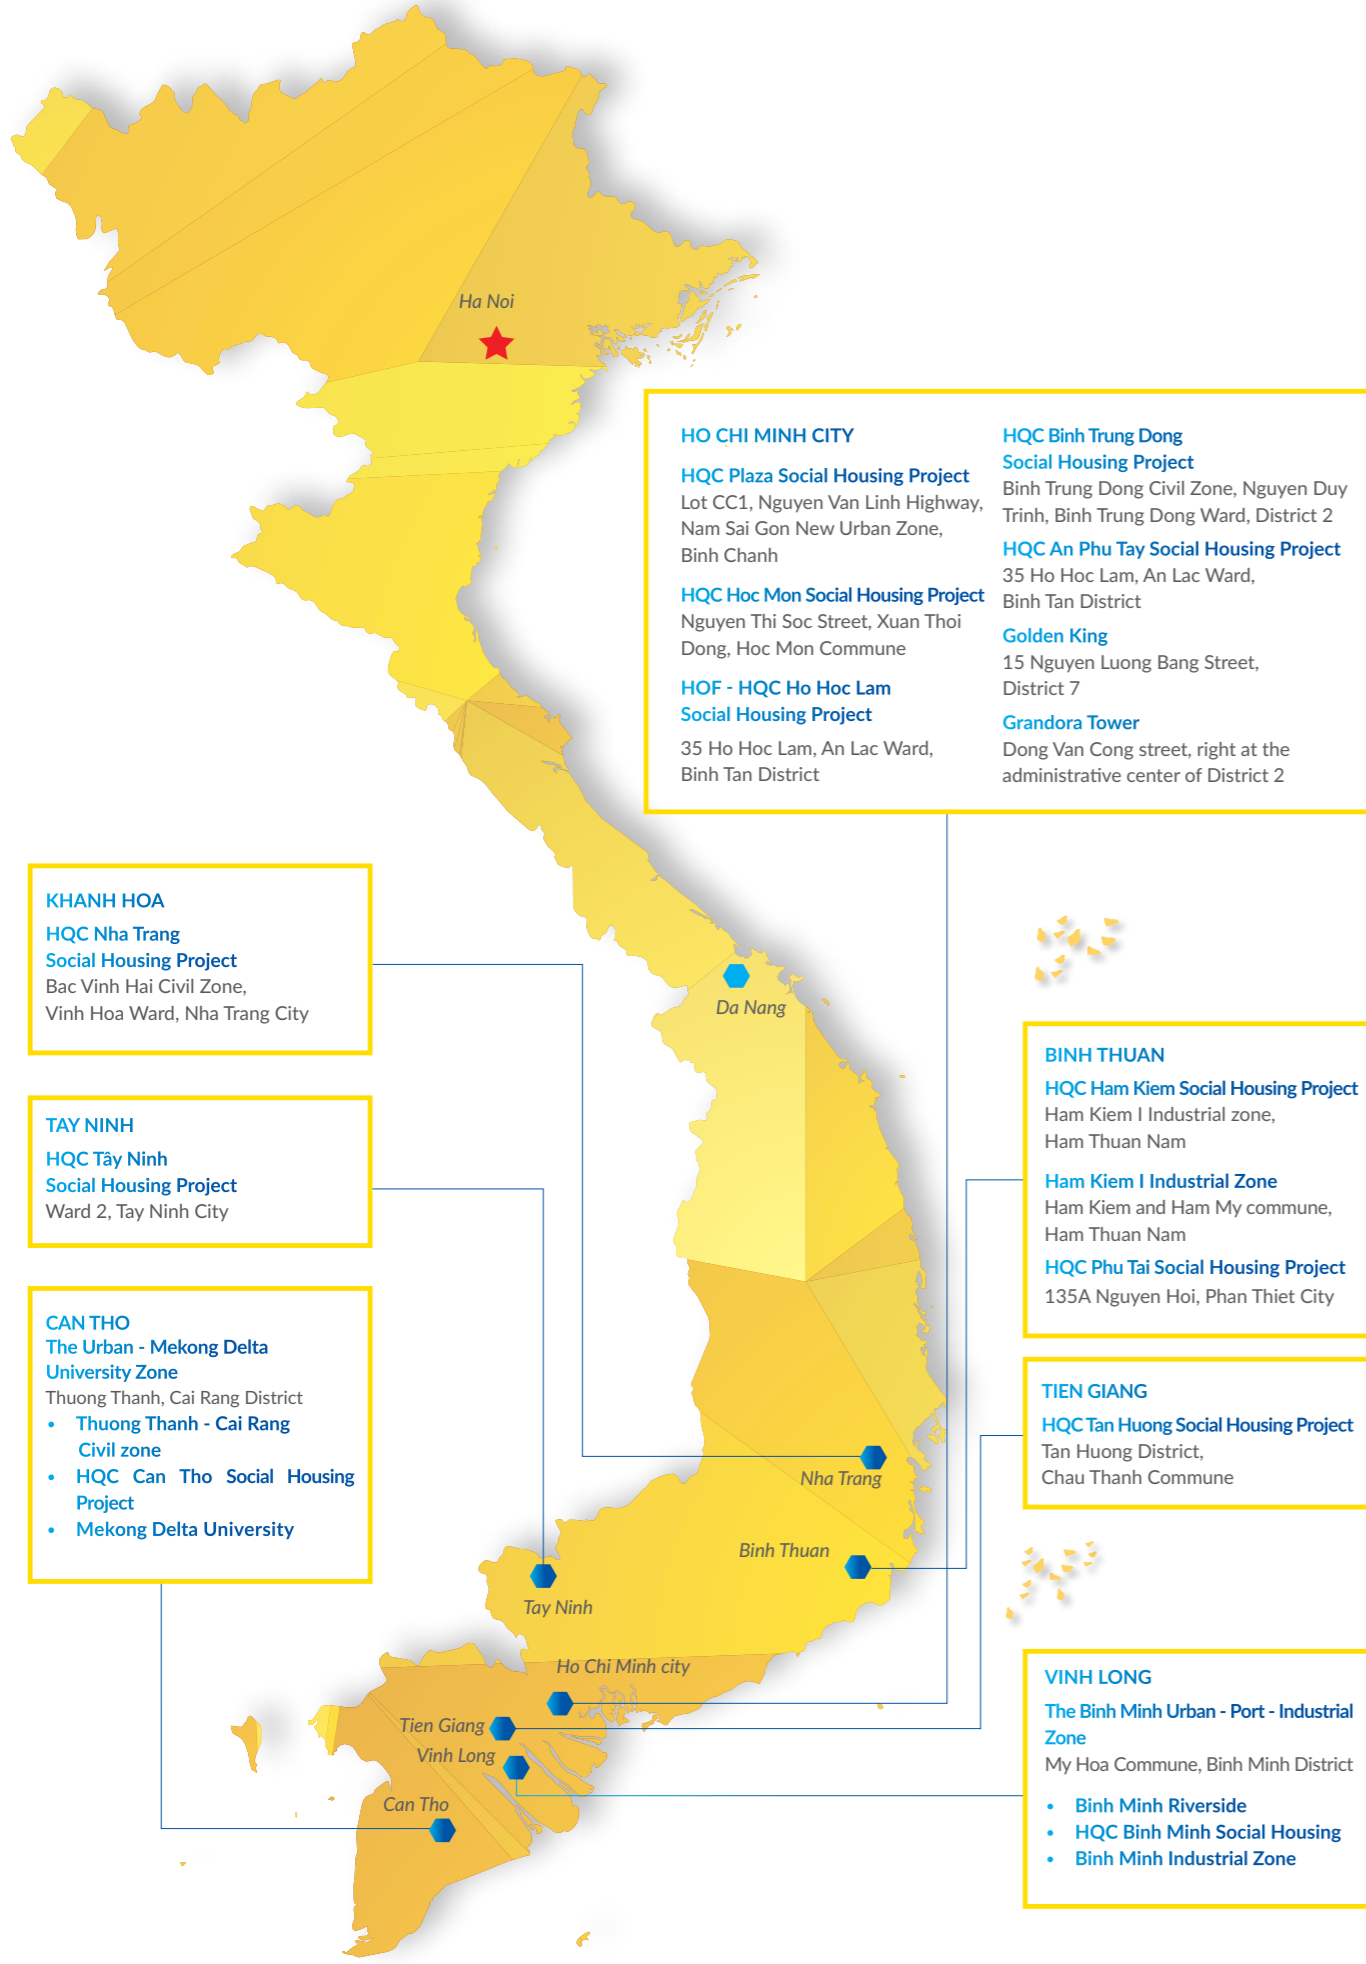 Ha Noi
HO CHI MINH CITY
HQC Plaza Social Housing Project
Lot CC1, Nguyen Van Linh Highway,
Nam Sai Gon New Urban Zone,
Binh Chanh
HQC Hoc Mon Social Housing Project
Nguyen Thi Soc Street, Xuan Thoi
Dong, Hoc Mon Commune
HOF - HQC Ho Hoc Lam
Social Housing Project
35 Ho Hoc Lam, An Lac Ward,
Binh Tan District
HQC Binh Trung Dong
Social Housing Project
Binh Trung Dong Civil Zone, Nguyen Duy
Trinh, Binh Trung Dong Ward, District 2
HQC An Phu Tay Social Housing Project
35 Ho Hoc Lam, An Lac Ward,
Binh Tan District
Golden King
15 Nguyen Luong Bang Street,
District 7
Grandora Tower
Dong Van Cong street, right at the
administrative center of District 2
KHANH HOA
HQC Nha Trang
Social Housing Project
Bac Vinh Hai Civil Zone,
Vinh Hoa Ward, Nha Trang City
Da Nang
TAY NINH
HQC Tây Ninh
Social Housing Project
Ward 2, Tay Ninh City
BINH THUAN
HQC Ham Kiem Social Housing Project
Ham Kiem I Industrial zone,
Ham Thuan Nam
Ham Kiem I Industrial Zone
Ham Kiem and Ham My commune,
Ham Thuan Nam
HQC Phu Tai Social Housing Project
135A Nguyen Hoi, Phan Thiet City
CAN THO
The Urban - Mekong Delta
University Zone
Thuong Thanh, Cai Rang District
• Thuong Thanh - Cai Rang
Civil zone
• HQC Can Tho Social Housing
Project
• Mekong Delta University
TIEN GIANG
HQC Tan Huong Social Housing Project
Tan Huong District,
Chau Thanh Commune
Nha Trang
Binh Thuan
Tay Ninh
Ho Chi Minh city
Tien Giang
Vinh Long
Can Tho
VINH LONG
The Binh Minh Urban - Port - Industrial
Zone
My Hoa Commune, Binh Minh District
• Binh Minh Riverside
• HQC Binh Minh Social Housing
• Binh Minh Industrial Zone